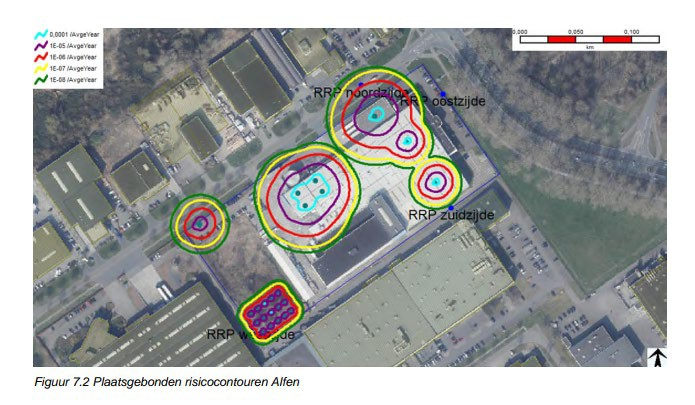 0,0001 /AvgeYear
1E-05 /AvgeYear
1E-06 /AvgeYear
1E-07 /AvgeYear
1E-08 /AvgeYear
0,000 0,050 0,100
km
RRP noordzijde
RRP oostzijde
RRP zuidzijde
RRP westzijde
Figuur 7.2 Plaatsgebonden risicocontouren Alfen